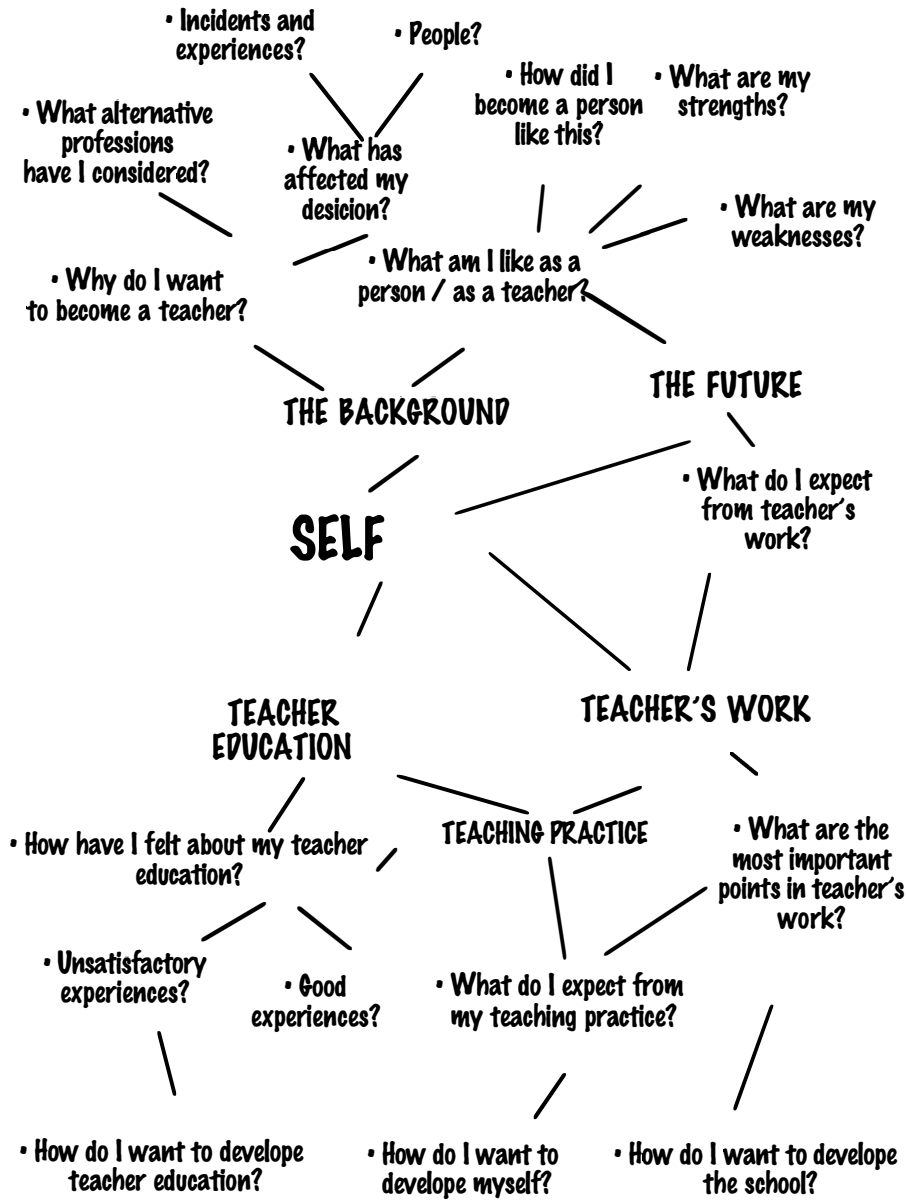 · Incidents and
experiences?
· People?
· How did I
become a person
like this?
· What are my
strengths?
· What alternative
professions
have I considered?
· What has
affected my
desicion?
· What are my
weaknesses?
· What am I like as a
person / as a teacher?
· Why do I want
to become a teacher?
THE FUTURE
THE BACKGROUND
· What do I expect
from teacher's
work?
SELF
TEACHER
EDUCATION
TEACHER'S WORK
TEACHING PRACTICE
· How have I felt about my teacher
education?
· What are the
most important
points in teacher's
work?
· Unsatisfactory
experiences?
· Good
experiences?
· What do I expect from
my teaching practice?
· How do I want to develope
teacher education?
· How do I want to
develope myself?
· How do I want to develope
the school?